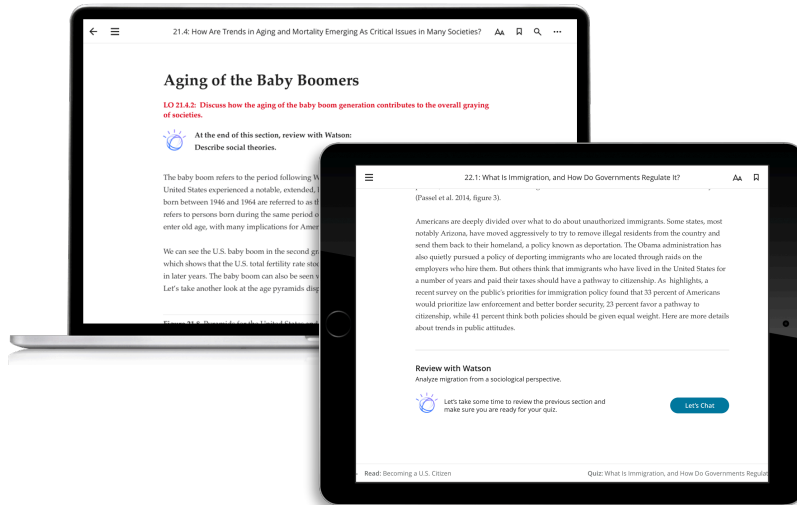 21.4: How Are Trends in Aging and Mortality Emerging As Critical Issues in Many Societies?
AA
Aging of the Baby Boomers
LO 21.4.2: Discuss how the aging of the baby boom generation contributes to the overall graying
of societies.
At the end of this section, review with Watson:
Describe social theories.
The baby boom refers to the period following W
United States experienced a notable, extended,
born between 1946 and 1964 are referred to as th
refers to persons born during the same period o
enter old age, with many implications for Amer
We can see the U.S. baby boom in the second gr
which shows that the U.S. total fertility rate stoo
in later years. The baby boom can also be seen v
Let's take another look at the age pyramids disp
22.1: What Is Immigration, and How Do Governments Regulate It?
AA
(Passel et al. 2014, figure 3).
Americans are deeply divided over what to do about unauthorized immigrants. Some states, most
notably Arizona, have moved aggressively to try to remove illegal residents from the country and
send them back to their homeland, a policy known as deportation. The Obama administration has
also quietly pursued a policy of deporting immigrants who are located through raids on the
employers who hire them. But others think that immigrants who have lived in the United States for
a number of years and paid their taxes should have a pathway to citizenship. As highlights, a
recent survey on the public's priorities for immigration policy found that 33 percent of Americans
would prioritize law enforcement and better border security, 23 percent favor a pathway to
citizenship, while 41 percent think both policies should be given equal weight. Here are more details
about trends in public attitudes.
Review with Watson
Analyze migration from a sociological perspective.
Let's take some time to review the previous section and
make sure you are ready for your quiz.
Let's Chat
Read: Becoming a U.S. Citizen
Quiz: What Is Immigration, and How Do Governments Regulat